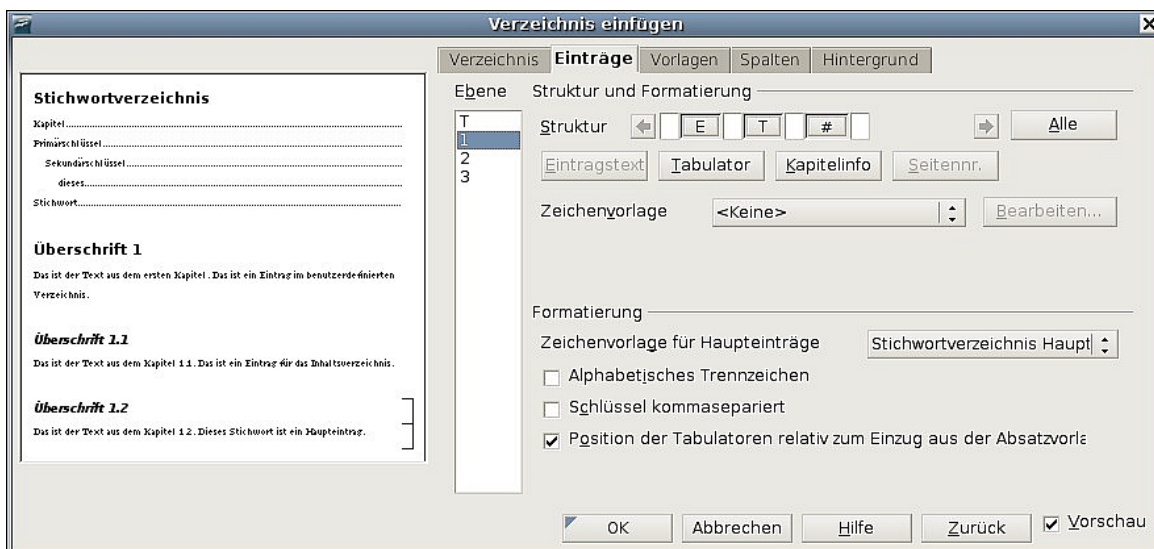 Verzeichnis einfügen
Verzeichnis Einträge Vorlagen Spalten Hintergrund
Stichwortverzeichnis
Kapitel
Primärschlüssel
Sekundärschlüssel
dieses
Stichwort
Überschrift 1
Das ist der Text aus dem ersten Kapitel. Das ist ein Eintrag im benutzerdefinierten
Verzeichnis.
Überschrift 1.1
Das ist der Text aus dem Kapitel 1.1. Das ist ein Eintrag für das Inhaltsverzeichnis.
Überschrift 1.2
Das ist der Text aus dem Kapitel 1.2. Dieses Stichwort ist ein Haupteintrag.
Ebene
T
1
2
3
Struktur und Formatierung
Struktur E T # Alle
Eintragstext Tabulator Kapitelinfo Seitennr.
Zeichenvorlage <Keine> Bearbeiten...
Formatierung
Zeichenvorlage für Haupteinträge Stichwortverzeichnis Haupt
Alphabetisches Trennzeichen
Schlüssel kommasepariert
Position der Tabulatoren relativ zum Einzug aus der Absatzvorla
OK Abbrechen Hilfe Zurück Vorschau